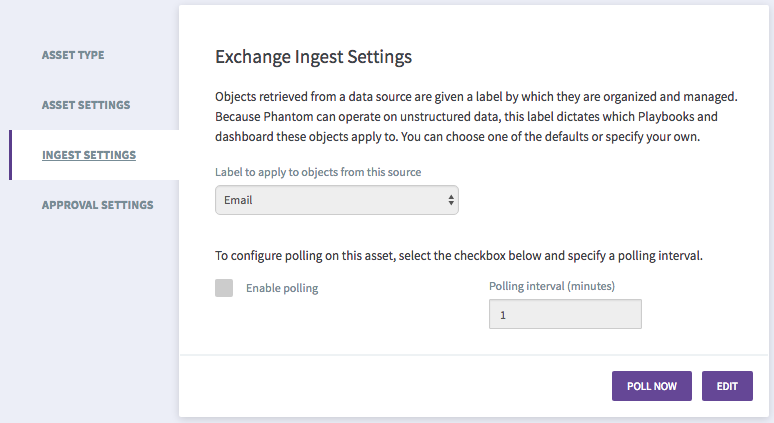 ASSET TYPE
ASSET SETTINGS
INGEST SETTINGS
APPROVAL SETTINGS
Exchange Ingest Settings
Objects retrieved from a data source are given a label by which they are organized and managed.
Because Phantom can operate on unstructured data, this label dictates which Playbooks and
dashboard these objects apply to. You can choose one of the defaults or specify your own.
Label to apply to objects from this source
Email
To configure polling on this asset, select the checkbox below and specify a polling interval.
Enable polling
Polling interval (minutes)
1
POLL NOW
EDIT